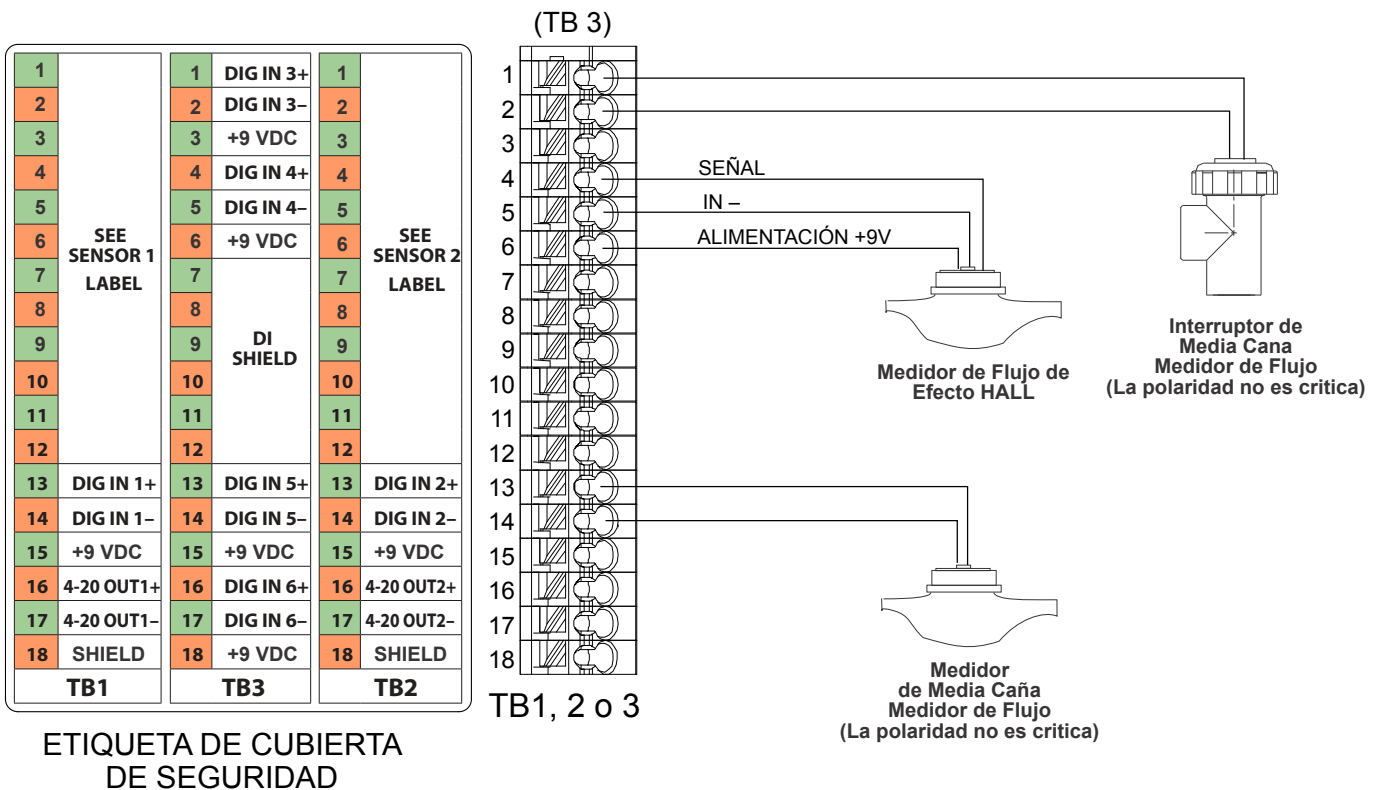 (TB 3)
1 1 DIG IN 3+ 1
2 2 DIG IN 3– 2
3 3 +9 VDC 3
4 4 DIG IN 4+ 4
5 5 DIG IN 4– 5
6 6 +9 VDC 6
7 7 7
8 8 8
9 9 9
10 10 10
11 11 11
12 12 12
SEE
SENSOR 1
LABEL
DI
SHIELD
SEE
SENSOR 2
LABEL
13 DIG IN 1+ 13 DIG IN 5+ 13 DIG IN 2+
14 DIG IN 1– 14 DIG IN 5– 14 DIG IN 2–
15 +9 VDC 15 +9 VDC 15 +9 VDC
16 4-20 OUT1+ 16 DIG IN 6+ 16 4-20 OUT2+
17 4-20 OUT1– 17 DIG IN 6– 17 4-20 OUT2–
18 SHIELD 18 +9 VDC 18 SHIELD
TB1 TB3 TB2
ETIQUETA DE CUBIERTA
DE SEGURIDAD
1
2
3
4
5
6
7
8
9
10
11
12
13
14
15
16
17
18
TB1, 2 o 3
SEÑAL
IN –
ALIMENTACIÓN +9V
Medidor de Flujo de
Efecto HALL
Interruptor de
Media Cana
Medidor de Flujo
(La polaridad no es critica)
Medidor
de Media Caña
Medidor de Flujo
(La polaridad no es critica)